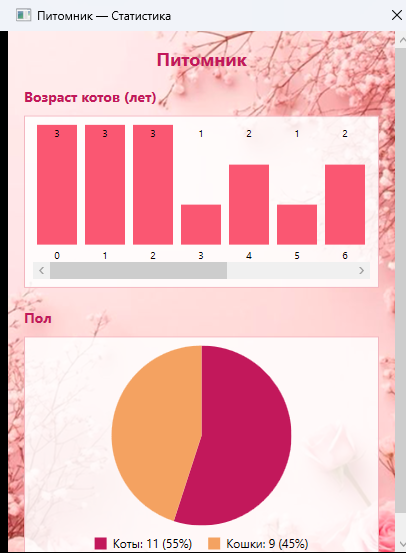 Питомник — Статистика
Питомник
Возраст котов (лет)
3 3 3 1 2 1 2
0 1 2 3 4 5 6
Пол
Коты: 11 (55%) Кошки: 9 (45%)